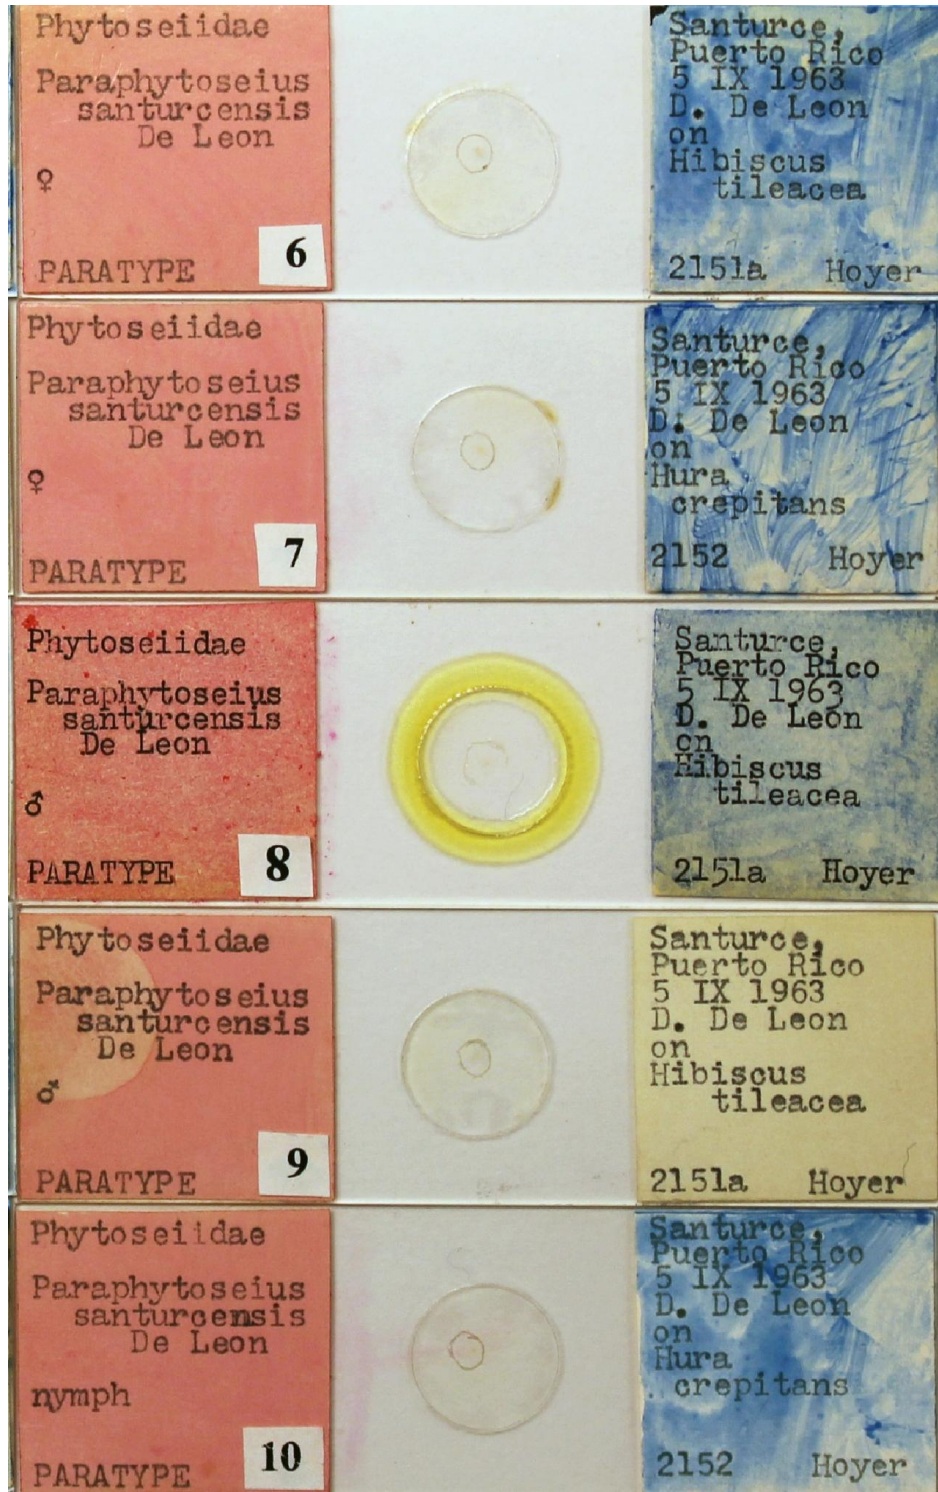 Phytoseiidae
Paraphytoseius
santurcensis
De Leon
♀
PARATYPE
6
Santurce,
Puerto Rico
5 IX 1963
D. De Leon
on
Hibiscus
tileacea
2151a Hoyer
Phytoseiidae
Paraphytoseius
santurcensis
De Leon
♀
PARATYPE
7
Santurce,
Puerto Rico
5 IX 1963
D. De Leon
on
Hura
crepitans
2152 Hoyer
Phytoseiidae
Paraphytoseius
santurcensis
De Leon
♂
PARATYPE
8
Santurce,
Puerto Rico
5 IX 1963
D. De Leon
on
Hibiscus
tileacea
2151a Hoyer
Phytoseiidae
Paraphytoseius
santurcensis
De Leon
♂
PARATYPE
9
Santurce,
Puerto Rico
5 IX 1963
D. De Leon
on
Hibiscus
tileacea
2151a Hoyer
Phytoseiidae
Paraphytoseius
santurcensis
De Leon
nymph
PARATYPE
10
Santurce,
Puerto Rico
5 IX 1963
D. De Leon
on
Hura
crepitans
2152 Hoyer